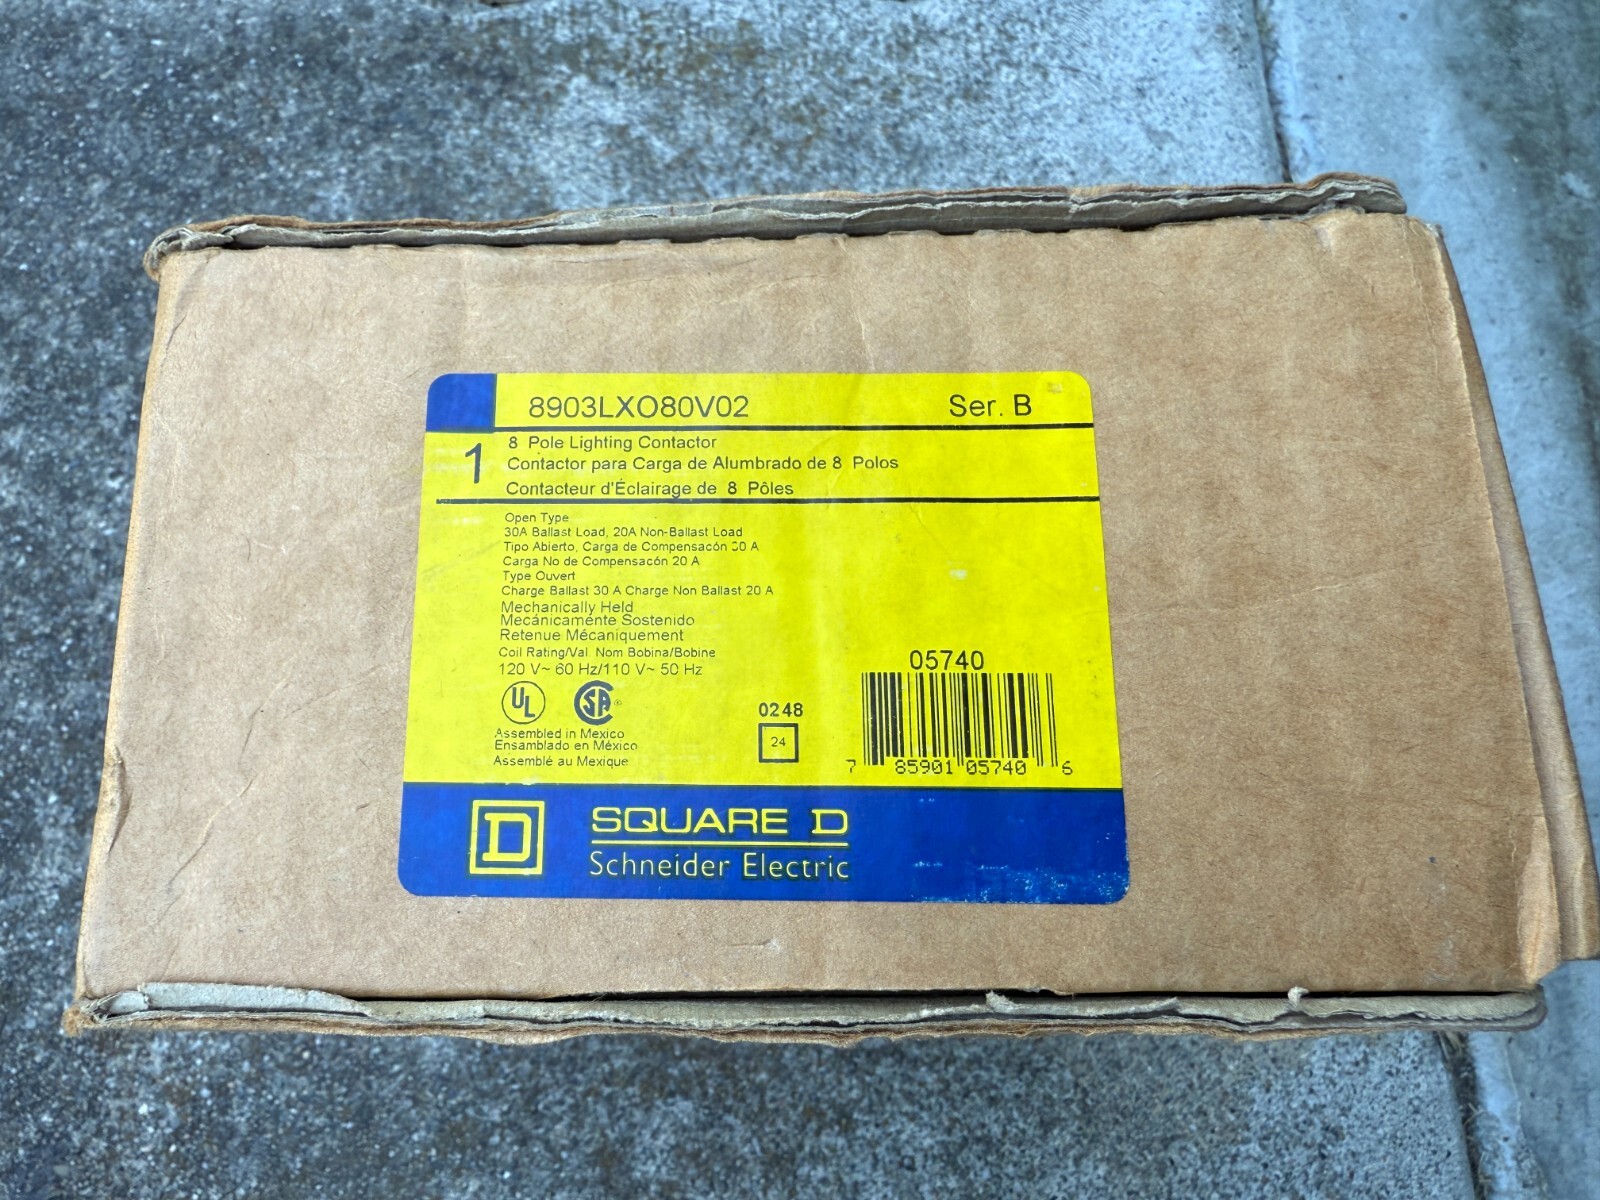 8903LXO80V02 Ser. B
1
8 Pole Lighting Contactor
Contactor para Carga de Alumbrado de 8 Polos
Contacteur d'Éclairage de 8 Pôles
Open Type
30A Ballast Load, 20A Non-Ballast Load
Tipo Abierto, Carga de Compensacón 30 A
Carga No de Compensacón 20 A
Type Ouvert
Charge Ballast 30 A Charge Non Ballast 20 A
Mechanically Held
Mecánicamente Sostenido
Retenue Mécaniquement
Coil Rating/Val. Nom Bobina/Bobine
120 V~ 60 Hz/110 V~ 50 Hz
UL SA®
Assembled in Mexico
Ensamblado en México
Assemblé au Mexique
0248
24
05740
7 85901 05740 6
D SQUARE D
Schneider Electric